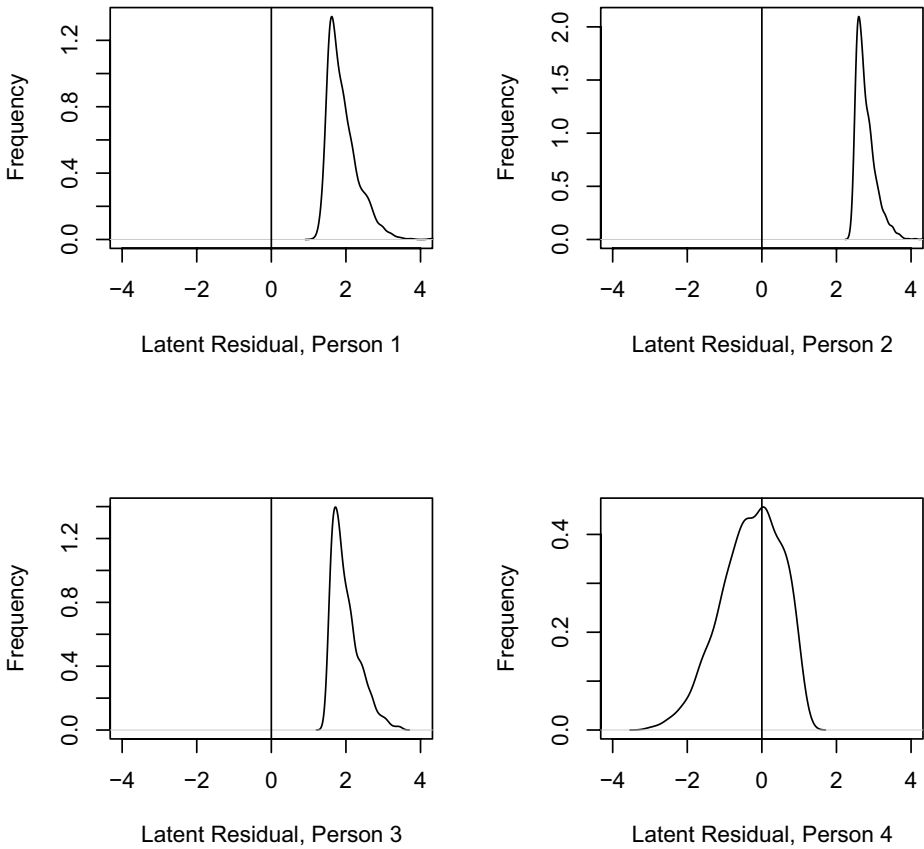 Frequency
1.2
0.8
0.4
0.0
−4 −2 0 2 4
Latent Residual, Person 1
Frequency
2.0
1.5
1.0
0.5
0.0
−4 −2 0 2 4
Latent Residual, Person 2
Frequency
1.2
0.8
0.4
0.0
−4 −2 0 2 4
Latent Residual, Person 3
Frequency
0.4
0.2
0.0
−4 −2 0 2 4
Latent Residual, Person 4